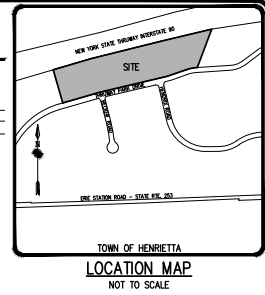 NEW YORK STATE THRUWAY INTERSTATE 90
SITE
PARK DRIVE
N
ERIE STATION ROAD - STATE RTE. 253
TOWN OF HENRIETTA
LOCATION MAP
NOT TO SCALE